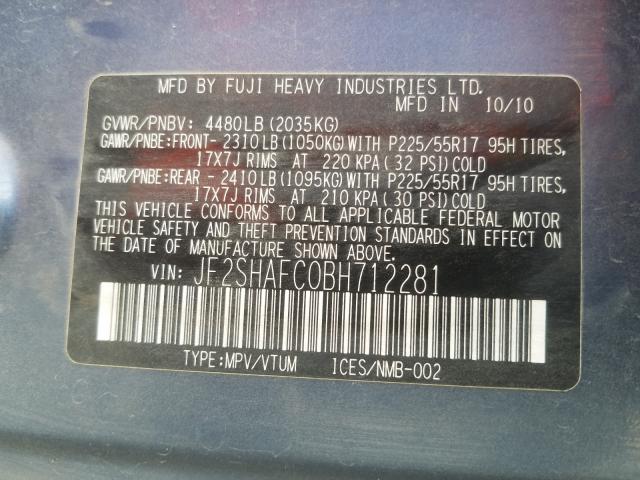 MFD BY FUJI HEAVY INDUSTRIES LTD.
MFD IN 10/10
GVWR/PNBV: 4480LB (2035KG)
GAWR/PNBE:FRONT- 2310LB (1050KG) WITH P225/55R17 95H TIRES,
17X7J RIMS AT 220 KPA (32 PSI) COLD
GAWR/PNBE:REAR - 2410LB (1095KG) WITH P225/55R17 95H TIRES,
17X7J RIMS AT 210 KPA (30 PSI) COLD
THIS VEHICLE CONFORMS TO ALL APPLICABLE FEDERAL MOTOR
VEHICLE SAFETY AND THEFT PREVENTION STANDARDS IN EFFECT ON
THE DATE OF MANUFACTURE SHOWN ABOVE.
VIN: JF2SHAFC0BH712281
TYPE:MPV/VTUM ICES/NMB-002